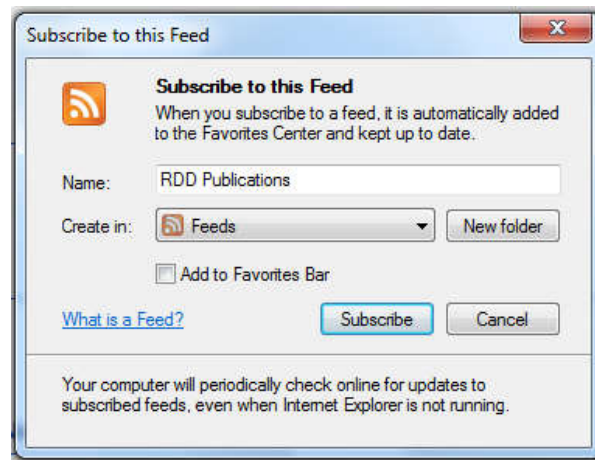 Subscribe to this Feed
Subscribe to this Feed
When you subscribe to a feed, it is automatically added
to the Favorites Center and kept up to date.
Name: RDD Publications
Create in: Feeds New folder
Add to Favorites Bar
What is a Feed? Subscribe Cancel
Your computer will periodically check online for updates to
subscribed feeds, even when Internet Explorer is not running.